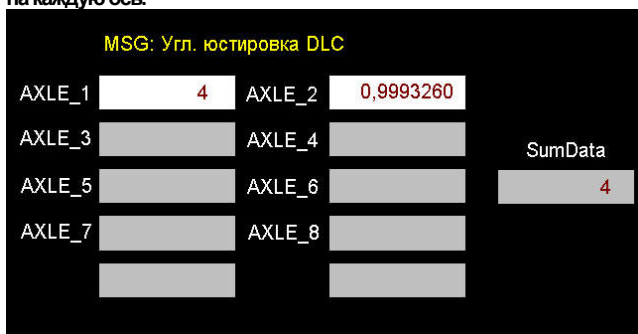 на каждую ось.
MSG: Угл. юстировка DLC
AXLE_1 4 AXLE_2 0,9993260
AXLE_3 AXLE_4 SumData
AXLE_5 AXLE_6 4
AXLE_7 AXLE_8